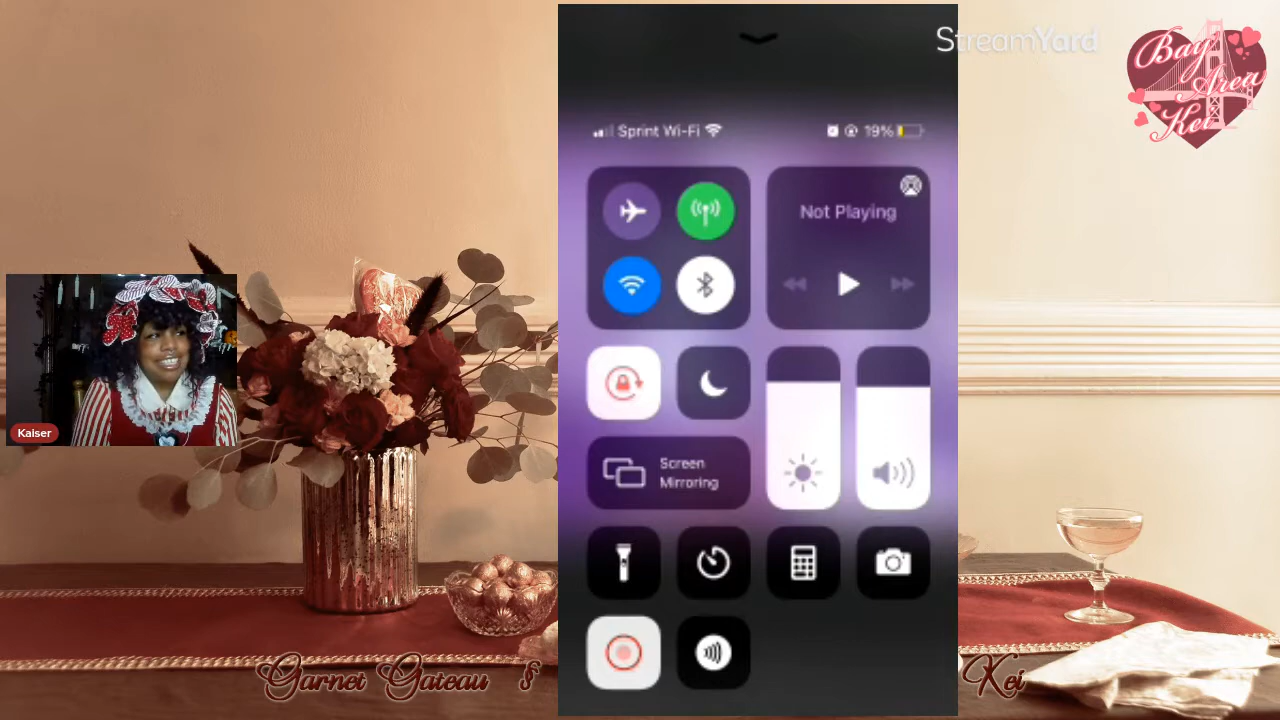 StreamYard
Bay
Area
Kei
Sprint Wi-Fi
19%
Not Playing
Screen
Mirroring
Kaiser
Garnet Gateau
§
Kei